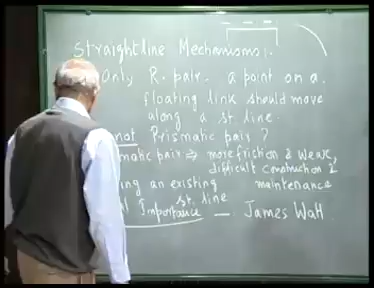 Straightline Mechanisms:.
Only R-pair. a point on a
floating link should move
along a st. line.
not Prismatic pair?
matic pair ⇒ more friction & wear,
difficult construction &
ing an existing maintenance
st. line
Importance — James Watt